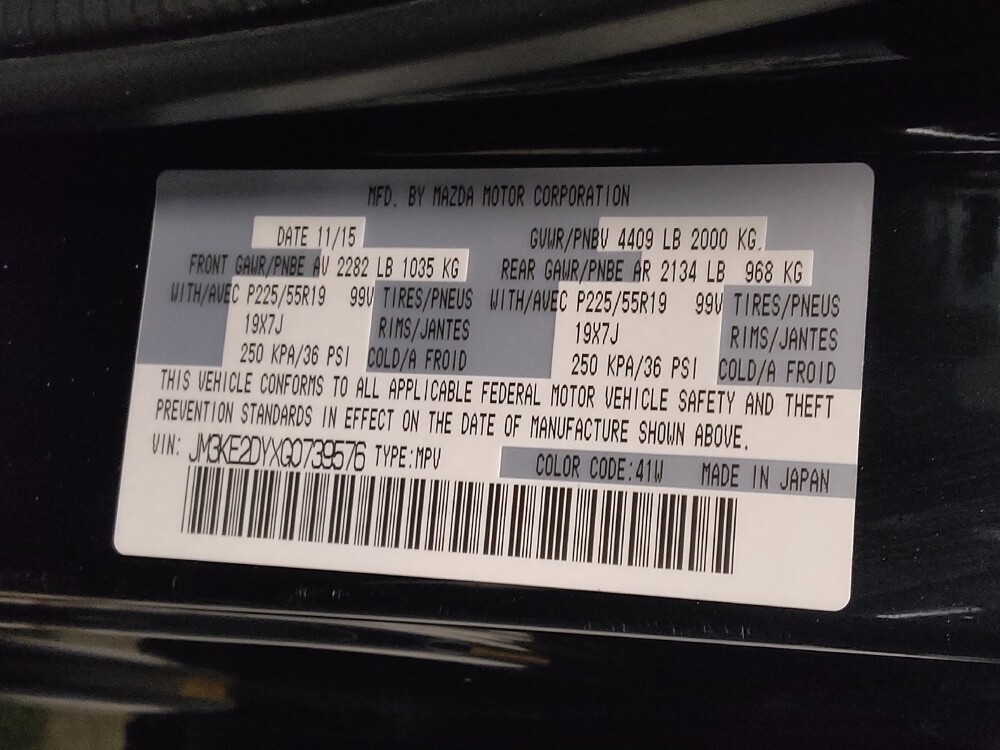 MFD. BY MAZDA MOTOR CORPORATION
DATE 11/15 GVWR/PNBV 4409 LB 2000 KG.
FRONT GAWR/PNBE AV 2282 LB 1035 KG REAR GAWR/PNBE AR 2134 LB 968 KG
WITH/AVEC P225/55R19 99V TIRES/PNEUS WITH/AVEC P225/55R19 99V TIRES/PNEUS
19X7J RIMS/JANTES 19X7J RIMS/JANTES
250 KPA/36 PSI COLD/A FROID 250 KPA/36 PSI COLD/A FROID
THIS VEHICLE CONFORMS TO ALL APPLICABLE FEDERAL MOTOR VEHICLE SAFETY AND THEFT
PREVENTION STANDARDS IN EFFECT ON THE DATE OF MANUFACTURE SHOWN ABOVE.
VIN: JM3KE2DYXG0739576 TYPE:MPV COLOR CODE:41W MADE IN JAPAN